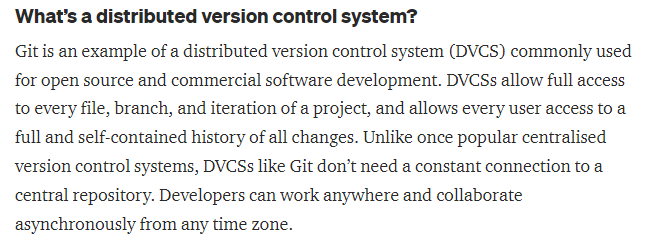 What’s a distributed version control system?
Git is an example of a distributed version control system (DVCS) commonly used
for open source and commercial software development. DVCSs allow full access
to every file, branch, and iteration of a project, and allows every user access to a
full and self-contained history of all changes. Unlike once popular centralised
version control systems, DVCSs like Git don’t need a constant connection to a
central repository. Developers can work anywhere and collaborate
asynchronously from any time zone.